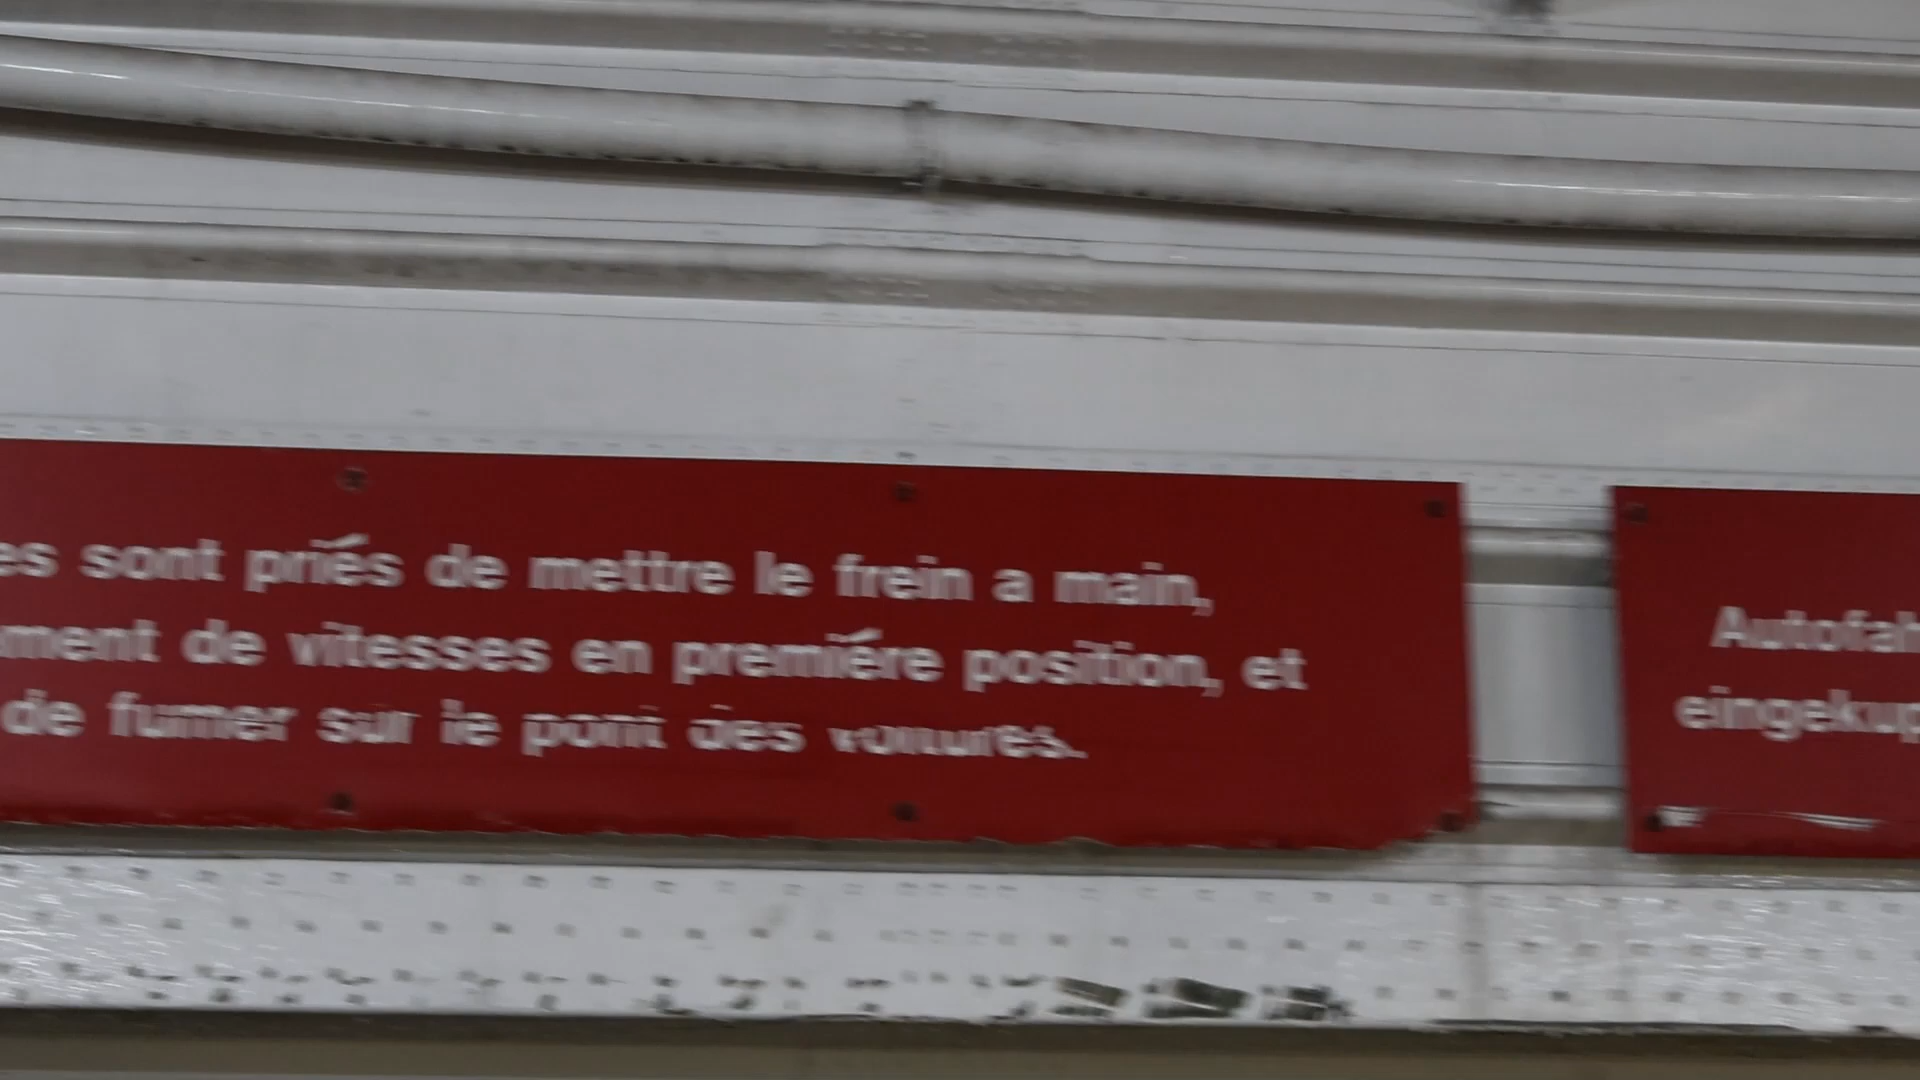 es sont priés de mettre le frein a main,
ment de vitesses en premiére position, et
de fumer sur le pont des voitures.
Autofah
eingekup